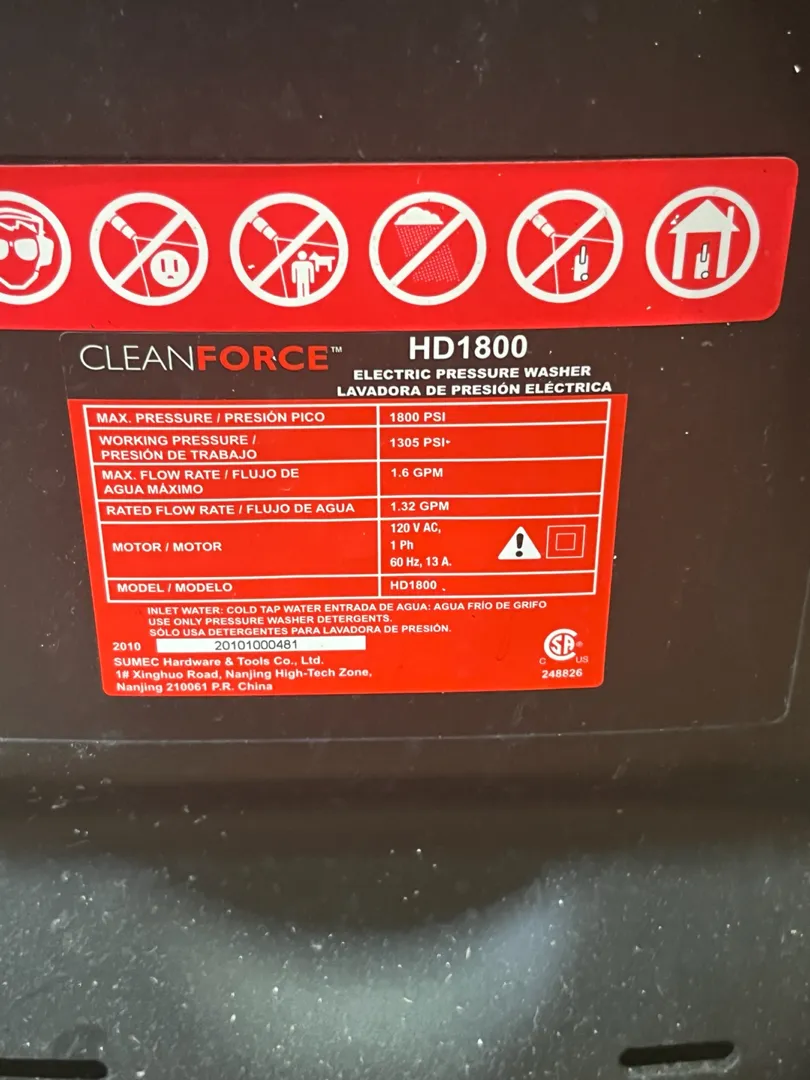 CLEANFORCE™
HD1800
ELECTRIC PRESSURE WASHER
LAVADORA DE PRESIÓN ELÉCTRICA
MAX. PRESSURE / PRESIÓN PICO 1800 PSI
WORKING PRESSURE / PRESIÓN DE TRABAJO 1305 PSI
MAX. FLOW RATE / FLUJO DE AGUA MÁXIMO 1.6 GPM
RATED FLOW RATE / FLUJO DE AGUA 1.32 GPM
MOTOR / MOTOR 120 V AC,
1 Ph
60 Hz, 13 A.
MODEL / MODELO HD1800
INLET WATER: COLD TAP WATER ENTRADA DE AGUA: AGUA FRÍO DE GRIFO
USE ONLY PRESSURE WASHER DETERGENTS.
SÓLO USA DETERGENTES PARA LAVADORA DE PRESIÓN.
2010 20101000481
SUMEC Hardware & Tools Co., Ltd.
1# Xinghuo Road, Nanjing High-Tech Zone,
Nanjing 210061 P.R. China
C SA® US
248826